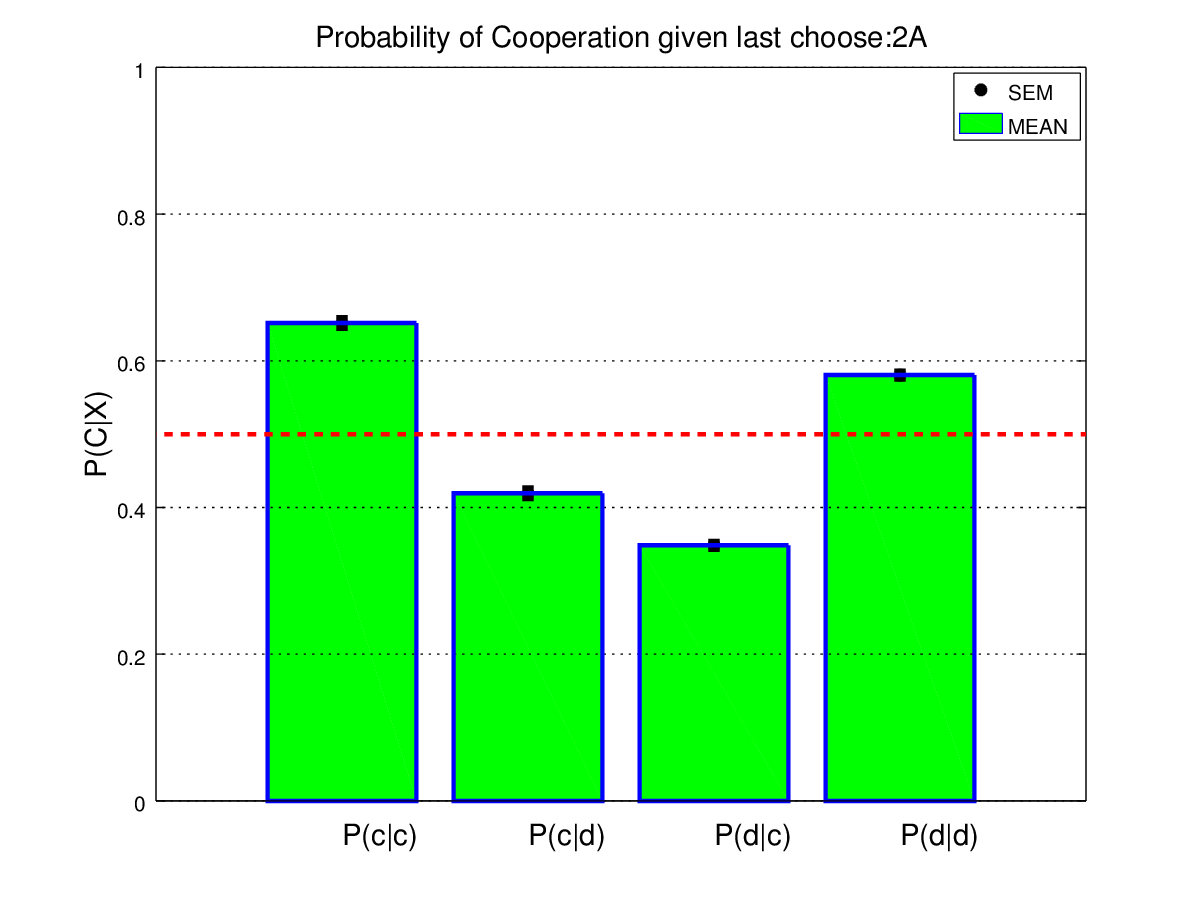 Probability of Cooperation given last choose:2A
1
0.8
0.6
0.4
0.2
0
P(C|X)
SEM
MEAN
P(c|c)
P(c|d)
P(d|c)
P(d|d)